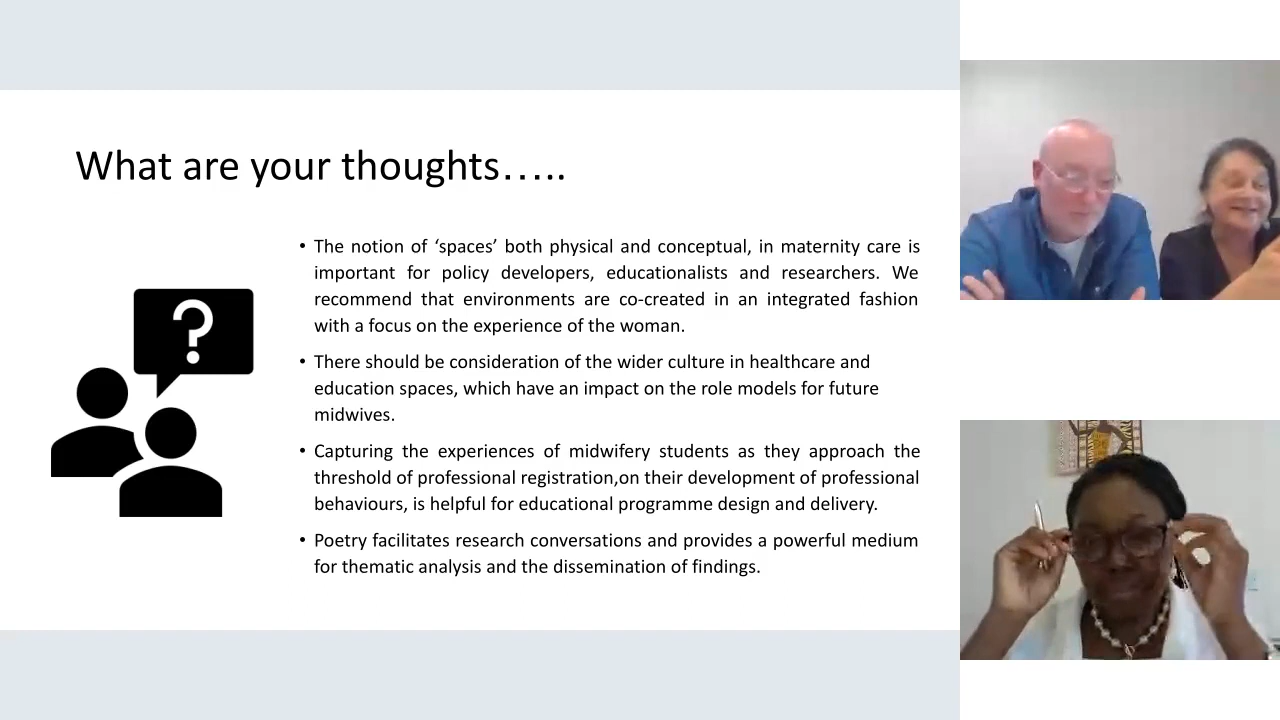 What are your thoughts…..
?
• The notion of ‘spaces’ both physical and conceptual, in maternity care is
important for policy developers, educationalists and researchers. We
recommend that environments are co-created in an integrated fashion
with a focus on the experience of the woman.
• There should be consideration of the wider culture in healthcare and
education spaces, which have an impact on the role models for future
midwives.
• Capturing the experiences of midwifery students as they approach the
threshold of professional registration,on their development of professional
behaviours, is helpful for educational programme design and delivery.
• Poetry facilitates research conversations and provides a powerful medium
for thematic analysis and the dissemination of findings.